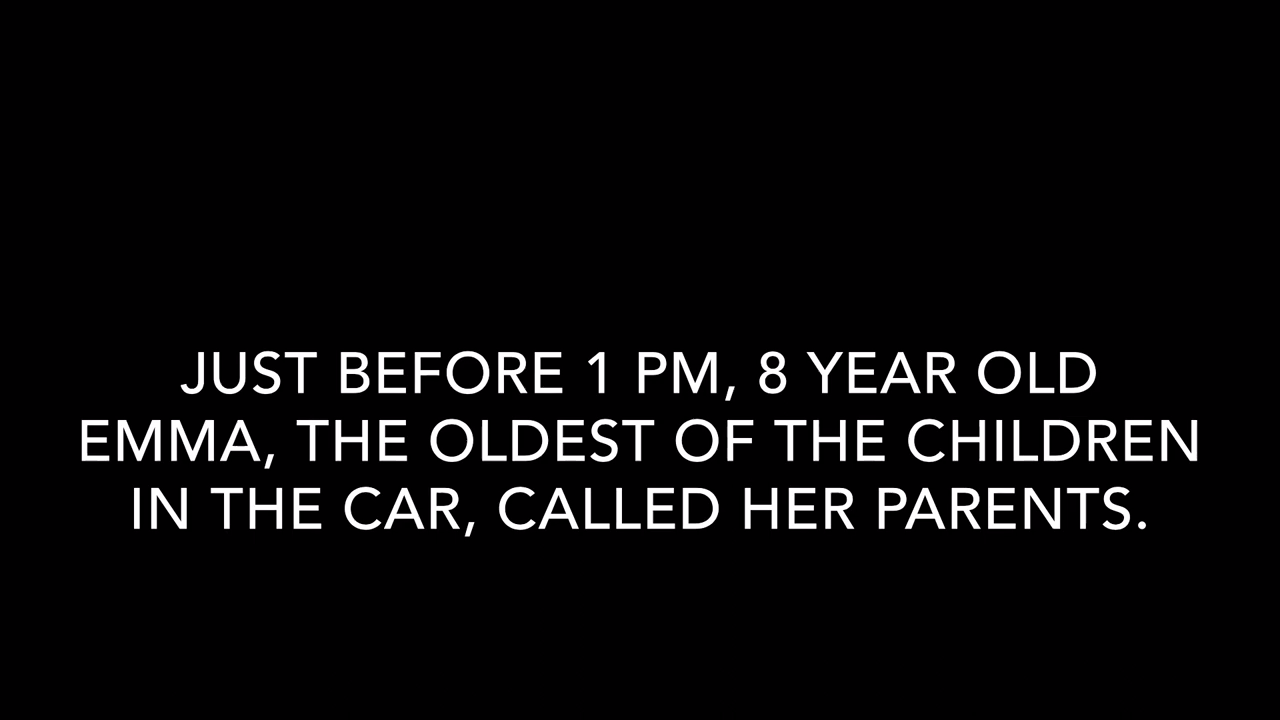 JUST BEFORE 1 PM, 8 YEAR OLD
EMMA, THE OLDEST OF THE CHILDREN
IN THE CAR, CALLED HER PARENTS.